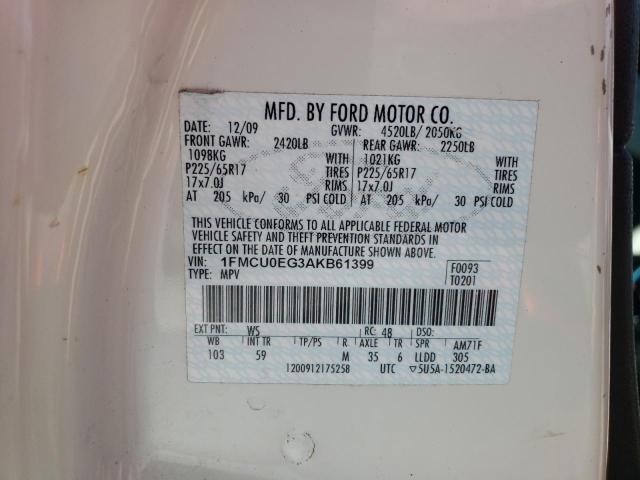 MFD. BY FORD MOTOR CO.
DATE: 12/09 GVWR: 4520LB/ 2050KG
FRONT GAWR: 2420LB REAR GAWR: 2250LB
1098KG WITH 1021KG WITH
P225/65R17 TIRES P225/65R17 TIRES
17x7.0J RIMS 17x7.0J RIMS
AT 205 kPa/ 30 PSI COLD AT 205 kPa/ 30 PSI COLD
THIS VEHICLE CONFORMS TO ALL APPLICABLE FEDERAL MOTOR
VEHICLE SAFETY AND THEFT PREVENTION STANDARDS IN
EFFECT ON THE DATE OF MANUFACTURE SHOWN ABOVE.
VIN: 1FMCU0EG3AKB61399 F0093
TYPE: MPV T0201
EXT PNT: WS RC: 48 DSO:
WB INT TR TP/PS R AXLE TR SPR AM71F
103 59 M 35 6 LLDD 305
1200912175258 UTC ▽5U5A-1520472-BA